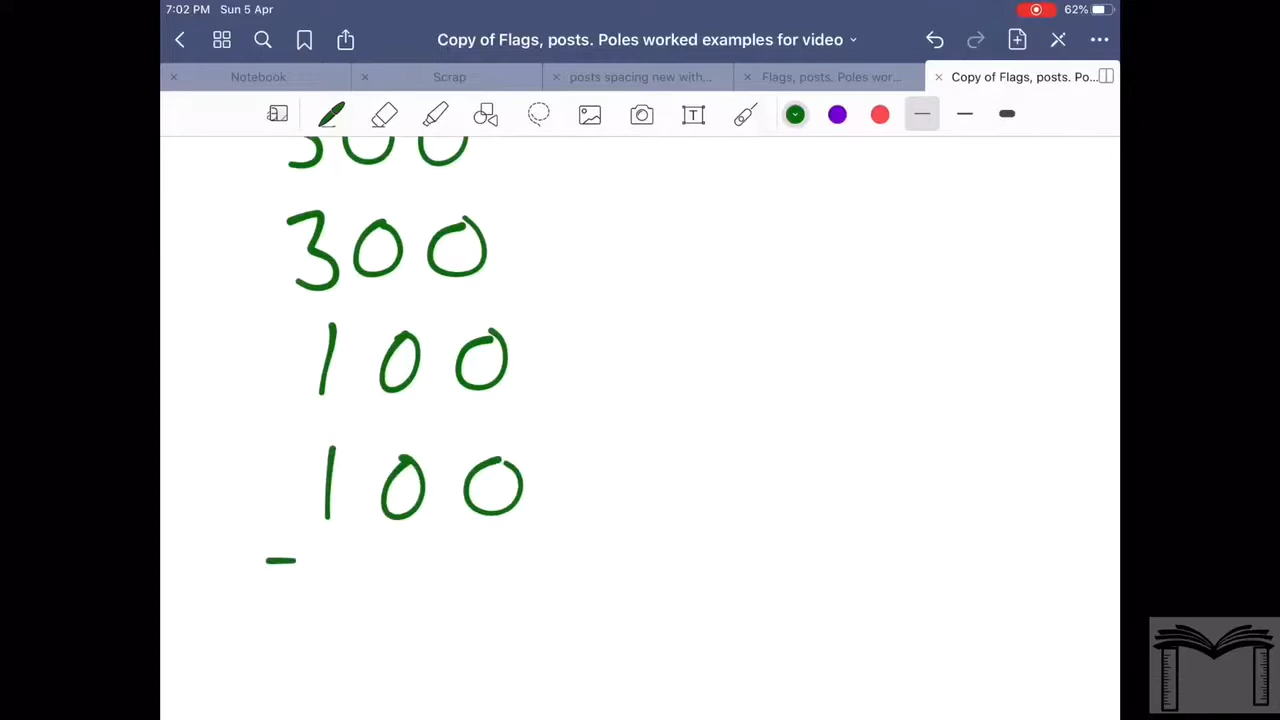 7:02 PM Sun 5 Apr
62%
Copy of Flags, posts. Poles worked examples for video
Notebook
Scrap
posts spacing new with...
Flags, posts. Poles wor...
Copy of Flags, posts. Po...
T
300
300
100
100
-